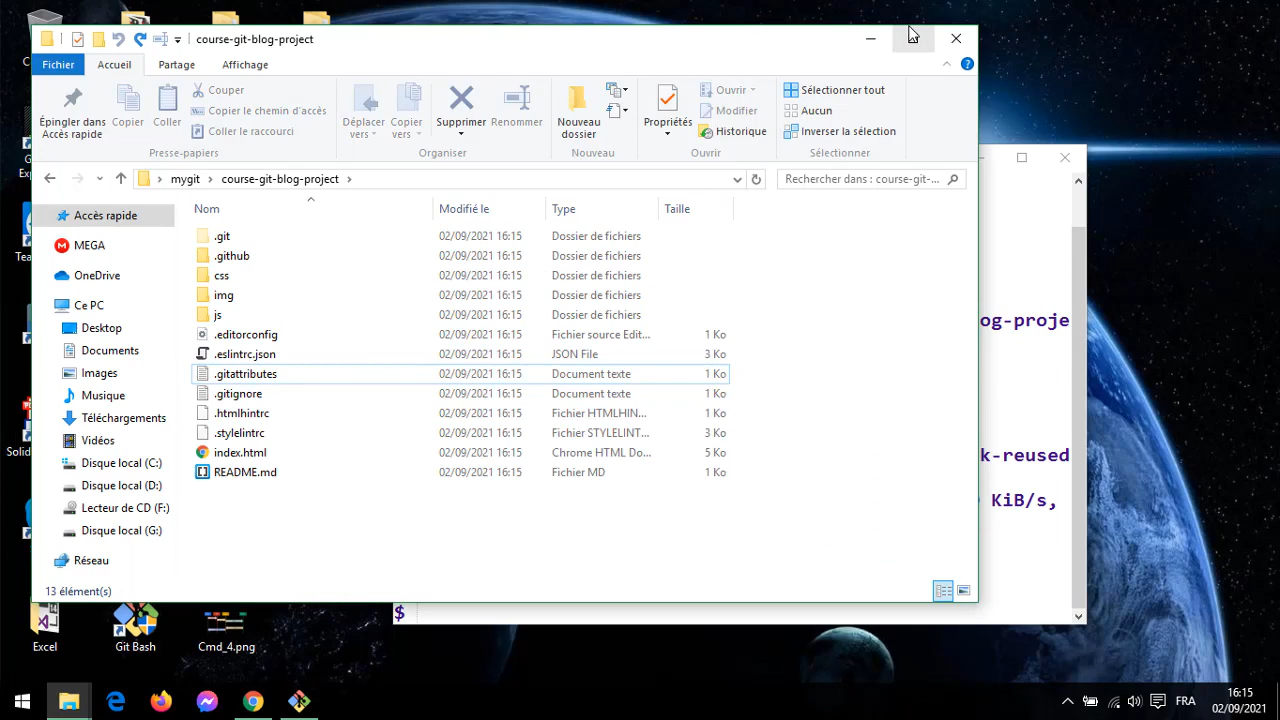 course-git-blog-project
Fichier
Accueil
Partage
Affichage
Épingler dans
Accès rapide
Copier
Coller
Couper
Copier le chemin d'accès
Coller le raccourci
Presse-papiers
Déplacer
vers
Copier
vers
Supprimer
Renommer
Organiser
Nouveau
dossier
Nouveau
Propriétés
Ouvrir
Modifier
Historique
Ouvrir
Sélectionner tout
Aucun
Inverser la sélection
Sélectionner
mygit > course-git-blog-project >
Rechercher dans : course-git-...
Nom Modifié le Type Taille
.git 02/09/2021 16:15 Dossier de fichiers
.github 02/09/2021 16:15 Dossier de fichiers
css 02/09/2021 16:15 Dossier de fichiers
img 02/09/2021 16:15 Dossier de fichiers
js 02/09/2021 16:15 Dossier de fichiers
.editorconfig 02/09/2021 16:15 Fichier source Edit... 1 Ko
.eslintrc.json 02/09/2021 16:15 JSON File 3 Ko
.gitattributes 02/09/2021 16:15 Document texte 1 Ko
.gitignore 02/09/2021 16:15 Document texte 1 Ko
.htmlhintrc 02/09/2021 16:15 Fichier HTMLHIN... 1 Ko
.stylelintrc 02/09/2021 16:15 Fichier STYLELINT... 3 Ko
index.html 02/09/2021 16:15 Chrome HTML Do... 5 Ko
README.md 02/09/2021 16:15 Fichier MD 1 Ko
Accès rapide
MEGA
OneDrive
Ce PC
Desktop
Documents
Images
Musique
Téléchargements
Vidéos
Disque local (C:)
Disque local (D:)
Lecteur de CD (F:)
Disque local (G:)
Réseau
13 élément(s)
og-proje
k-reused
KiB/s,
$
Excel
Git Bash
Cmd_4.png
FRA
16:15
02/09/2021